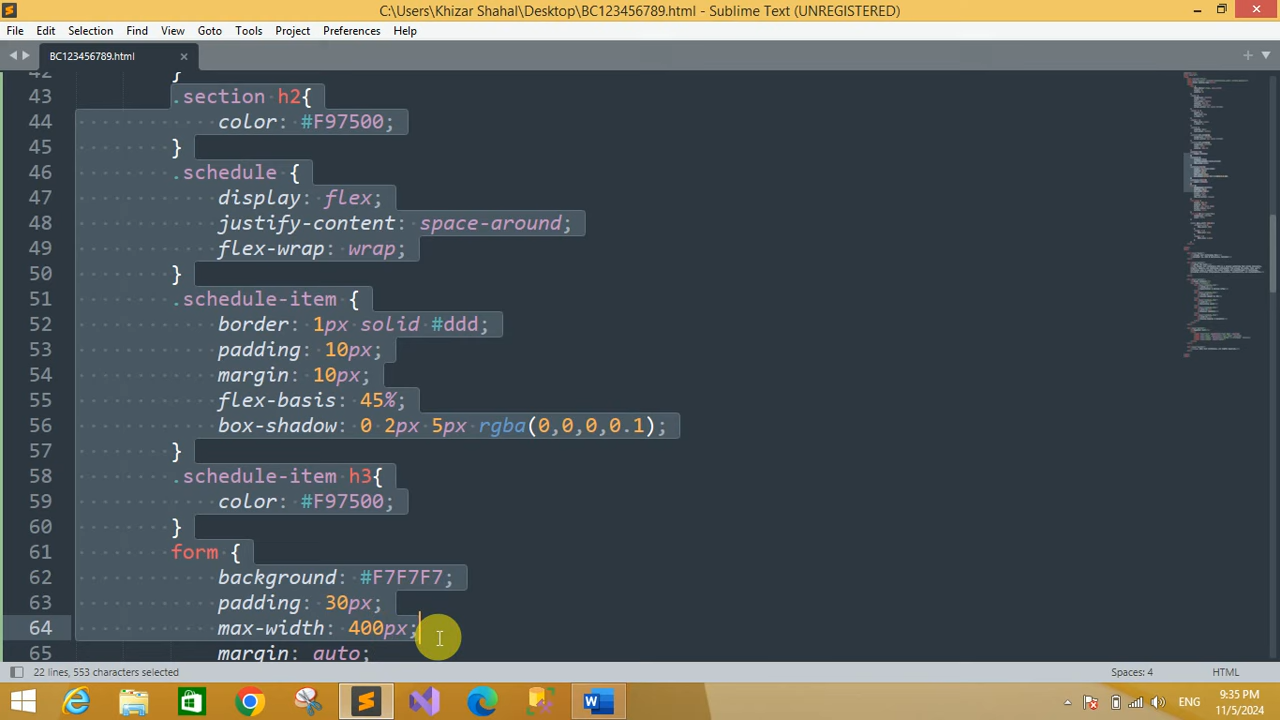 C:\Users\Khizar Shahal\Desktop\BC123456789.html - Sublime Text (UNREGISTERED)
File Edit Selection Find View Goto Tools Project Preferences Help
BC123456789.html
42 }
43 .section h2{
44 color: #F97500;
45 }
46 .schedule {
47 display: flex;
48 justify-content: space-around;
49 flex-wrap: wrap;
50 }
51 .schedule-item {
52 border: 1px solid #ddd;
53 padding: 10px;
54 margin: 10px;
55 flex-basis: 45%;
56 box-shadow: 0 2px 5px rgba(0,0,0,0.1);
57 }
58 .schedule-item h3{
59 color: #F97500;
60 }
61 form {
62 background: #F7F7F7;
63 padding: 30px;
64 max-width: 400px;
65 margin: auto;
22 lines, 553 characters selected
Spaces: 4
HTML
ENG
9:35 PM
11/5/2024